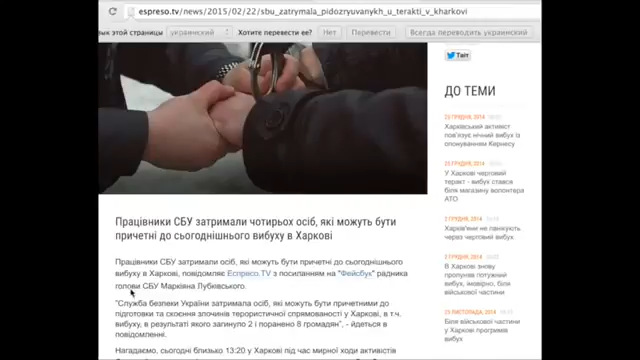 espreso.tv/news/2015/02/22/sbu_zatrymala_pidozryuvanykh_u_terakti_v_kharkovi
ык этой страницы украинский Хотите перевести ее? Нет Перевести Всегда переводить украинский
Твіт
ДО ТЕМИ
2014
Харківський активіст
пов'язує нічний вибух із
опонуванням Кернесу
2014
У Харкові черговий
теракт - вибух стався
біля магазину волонтера
АТО
2014
Харків'яни не панікують
через чертовий вибух
2014
В Харкові знову
пролунав потужний
вибух, імовірно, біля
військової частини
2014
Біля військової частини
у Харкові прогримів
вибух
Працівники СБУ затримали чотирьох осіб, які можуть бути
причетні до сьогоднішнього вибуху в Харкові
Працівники СБУ затримали осіб, які можуть бути причетні до сьогоднішнього
вибуху в Харкові, повідомляє Еспресо.TV з посиланням на "Фейсбук" радника
голови СБУ Маркіяна Лубківського.
"Служба безпеки України затримала осіб, які можуть бути причетними до
підготовки та скоєння злочинів терористичної спрямованості у Харкові, в т.ч.
вибуху, в результаті якого загинуло 2 і поранено 8 громадян", - йдеться в
повідомленні.
Нагадаємо, сьогодні близько 13:20 у Харкові під час мирної ходи активістів